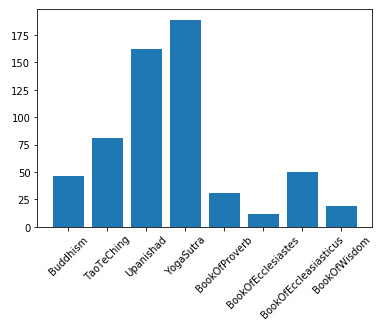 175
150
125
100
75
50
25
0
Buddhism
TaoTeChing
Upanishad
YogaSutra
BookOfProverb
BookOfEcclesiastes
BookOfEccleasiasticus
BookOfWisdom